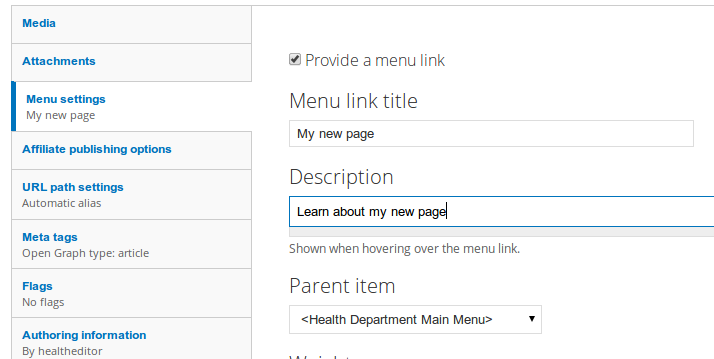 Media
Attachments
Menu settings
My new page
Affiliate publishing options
URL path settings
Automatic alias
Meta tags
Open Graph type: article
Flags
No flags
Authoring information
By healtheditor
Provide a menu link
Menu link title
My new page
Description
Learn about my new page
Shown when hovering over the menu link.
Parent item
<Health Department Main Menu>